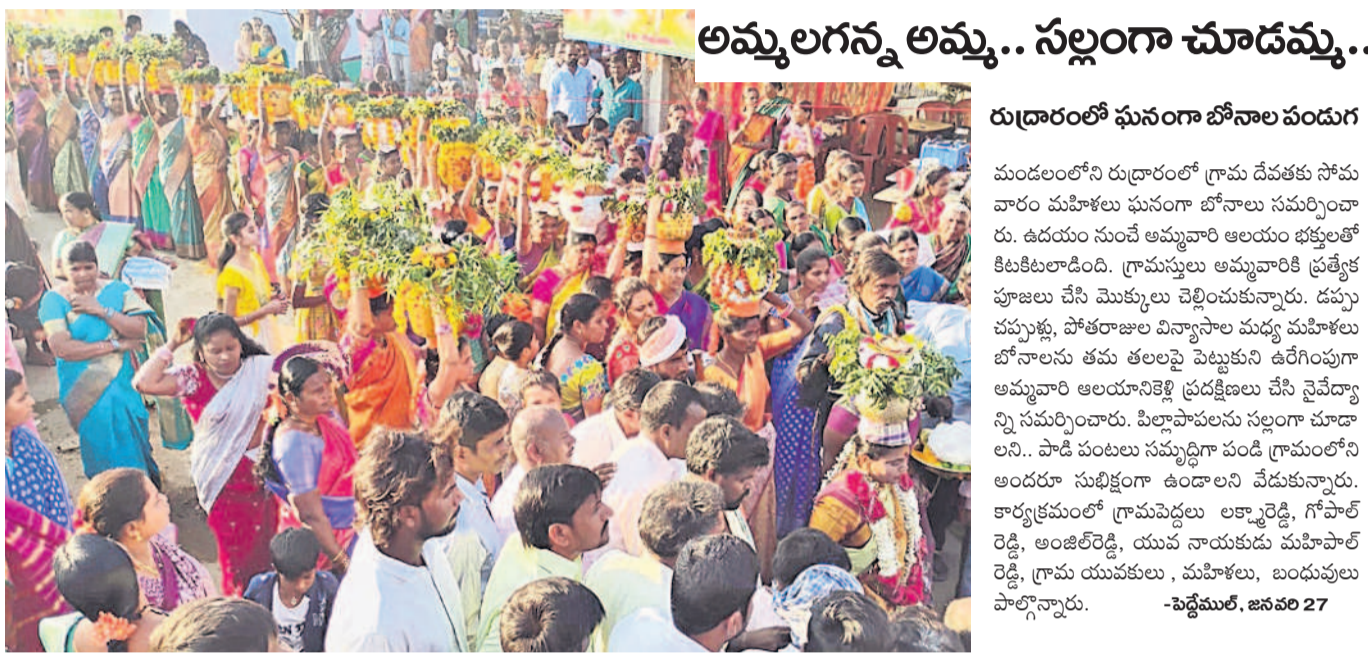 అమ్మలగన్న అమ్మ.. సల్లంగా చూడమ్మ..
రుద్రారంలో ఘనంగా బోనాల పండుగ
మండలంలోని రుద్రారంలో గ్రామ దేవతకు సోమ
వారం మహిళలు ఘనంగా బోనాలు సమర్పించా
రు. ఉదయం నుంచే అమ్మవారి ఆలయం భక్తులతో
కిటకిటలాడింది. గ్రామస్తులు అమ్మవారికి ప్రత్యేక
పూజలు చేసి మొక్కులు చెల్లించుకున్నారు. డప్పు
చప్పుళ్లు, పోతరాజుల విన్యాసాల మధ్య మహిళలు
బోనాలను తమ తలలపై పెట్టుకుని ఉరేగింపుగా
అమ్మవారి ఆలయానికెళ్లి ప్రదక్షిణలు చేసి నైవేద్యా
న్ని సమర్పించారు. పిల్లాపాపలను సల్లంగా చూడా
లని.. పాడి పంటలు సమృద్ధిగా పండి గ్రామంలోని
అందరూ సుభిక్షంగా ఉండాలని వేడుకున్నారు.
కార్యక్రమంలో గ్రామపెద్దలు లక్ష్మారెడ్డి, గోపాల్
రెడ్డి, అంజిల్‌రెడ్డి, యువ నాయకుడు మహిపాల్
రెడ్డి, గ్రామ యువకులు , మహిళలు, బంధువులు
పాల్గొన్నారు. -పెద్దేముల్, జనవరి 27